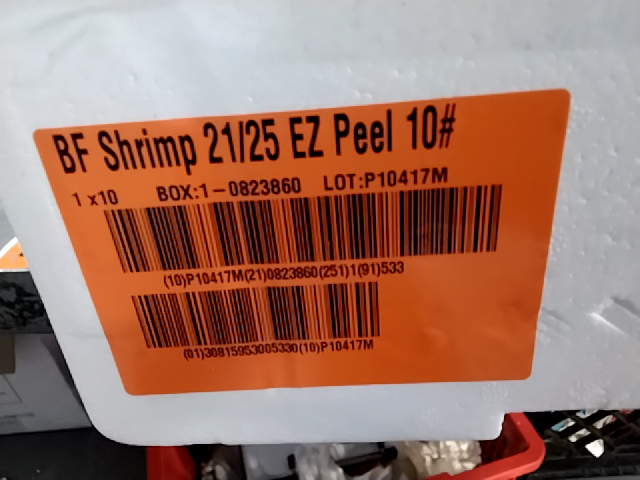 BF Shrimp 21/25 EZ Peel 10#
1 x10 BOX:1-0823860 LOT:P10417M
(10)P10417M(21)0823860(251)1(91)533
(01)30815953005330(10)P10417M